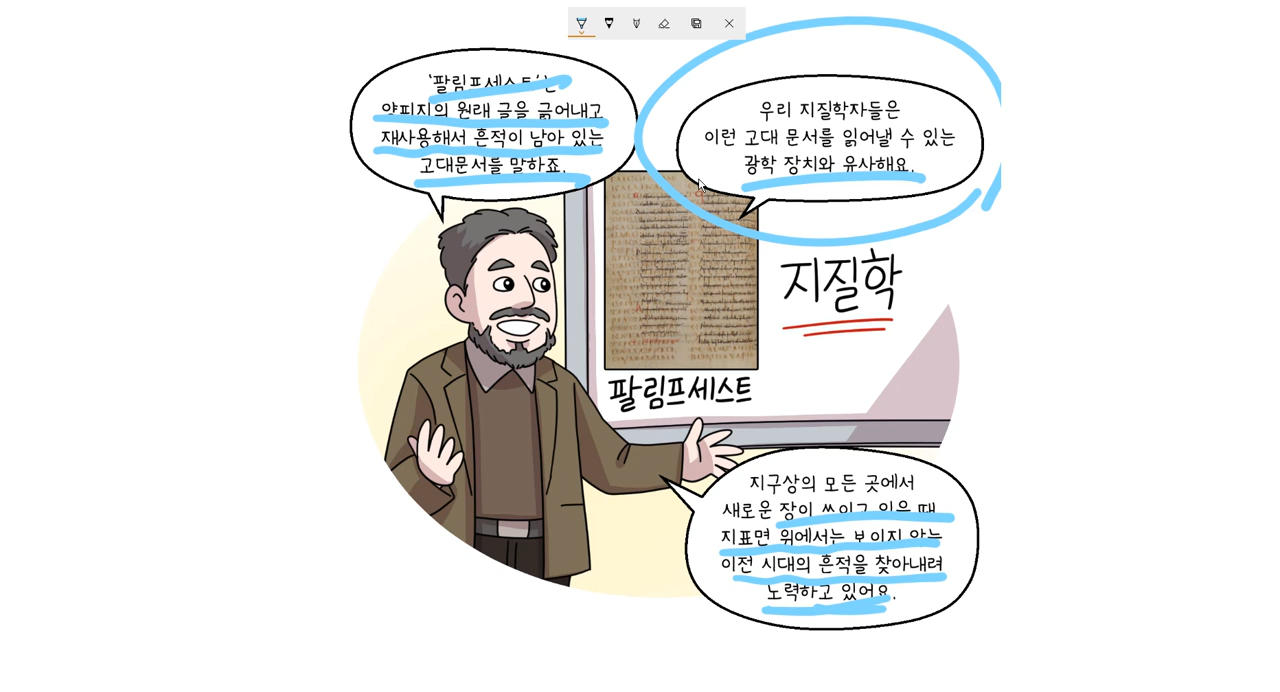 ‘팔림프세스트’는
양피지의 원래 글을 긁어내고
재사용해서 흔적이 남아 있는
고대문서를 말하죠.
우리 지질학자들은
이런 고대 문서를 읽어낼 수 있는
광학 장치와 유사해요.
지질학
팔림프세스트
지구상의 모든 곳에서
새로운 장이 쓰이고 있을 때
지표면 위에서는 보이지 않는
이전 시대의 흔적을 찾아내려
노력하고 있어요.